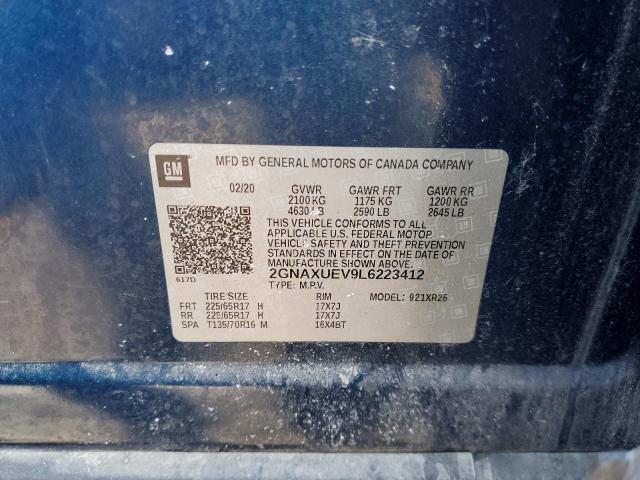 GM MFD BY GENERAL MOTORS OF CANADA COMPANY
02/20 GVWR GAWR FRT GAWR RR
2100 KG 1175 KG 1200 KG
4630 LB 2590 LB 2645 LB
THIS VEHICLE CONFORMS TO ALL
APPLICABLE U.S. FEDERAL MOTOR
VEHICLE SAFETY AND THEFT PREVENTION
STANDARDS IN EFFECT ON THE DATE OF
MANUFACTURE SHOWN ABOVE.
617D 2GNAXUEV9L6223412
TYPE: M.P.V.
TIRE SIZE RIM MODEL: 921XR26
FRT 225/65R17 H 17X7J
RR 225/65R17 H 17X7J
SPA T135/70R16 M 16X4BT